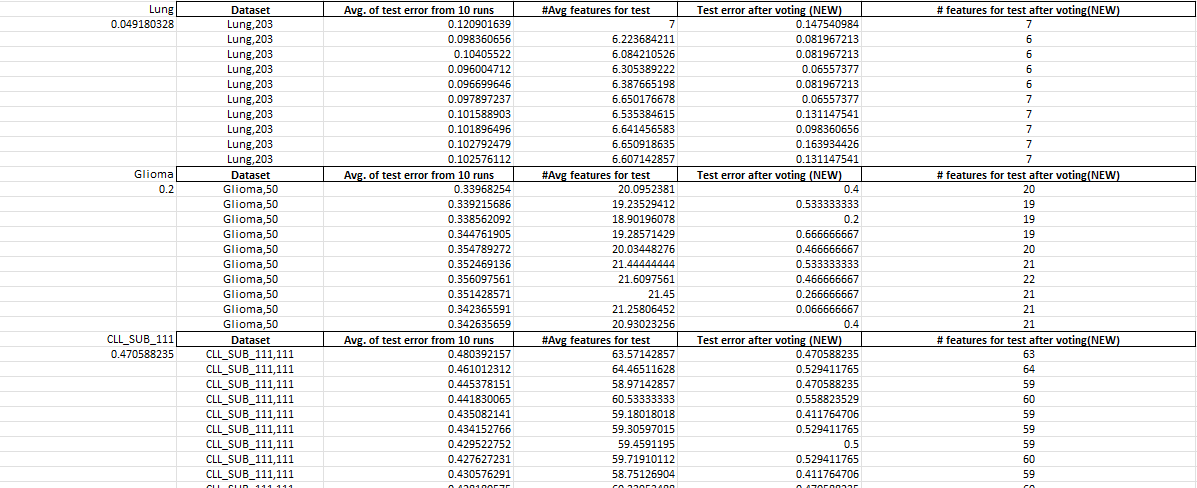 Lung Dataset Avg. of test error from 10 runs #Avg features for test Test error after voting (NEW) # features for test after voting(NEW)
0.049180328 Lung,203 0.120901639 7 0.147540984 7
Lung,203 0.098360656 6.223684211 0.081967213 6
Lung,203 0.10405522 6.084210526 0.081967213 6
Lung,203 0.096004712 6.305389222 0.06557377 6
Lung,203 0.096699646 6.387665198 0.081967213 6
Lung,203 0.097897237 6.650176678 0.06557377 7
Lung,203 0.101588903 6.535384615 0.131147541 7
Lung,203 0.101896496 6.641456583 0.098360656 7
Lung,203 0.102792479 6.650918635 0.163934426 7
Lung,203 0.102576112 6.607142857 0.131147541 7
Glioma Dataset Avg. of test error from 10 runs #Avg features for test Test error after voting (NEW) # features for test after voting(NEW)
0.2 Glioma,50 0.33968254 20.0952381 0.4 20
Glioma,50 0.339215686 19.23529412 0.533333333 19
Glioma,50 0.338562092 18.90196078 0.2 19
Glioma,50 0.344761905 19.28571429 0.666666667 19
Glioma,50 0.354789272 20.03448276 0.466666667 20
Glioma,50 0.352469136 21.44444444 0.533333333 21
Glioma,50 0.356097561 21.6097561 0.466666667 22
Glioma,50 0.351428571 21.45 0.266666667 21
Glioma,50 0.342365591 21.25806452 0.066666667 21
Glioma,50 0.342635659 20.93023256 0.4 21
CLL_SUB_111 Dataset Avg. of test error from 10 runs #Avg features for test Test error after voting (NEW) # features for test after voting(NEW)
0.470588235 CLL_SUB_111,111 0.480392157 63.57142857 0.470588235 63
CLL_SUB_111,111 0.461012312 64.46511628 0.529411765 64
CLL_SUB_111,111 0.445378151 58.97142857 0.470588235 59
CLL_SUB_111,111 0.441830065 60.53333333 0.558823529 60
CLL_SUB_111,111 0.435082141 59.18018018 0.411764706 59
CLL_SUB_111,111 0.434152766 59.30597015 0.529411765 59
CLL_SUB_111,111 0.429522752 59.4591195 0.5 59
CLL_SUB_111,111 0.427627231 59.71910112 0.529411765 60
CLL_SUB_111,111 0.430576291 58.75126904 0.411764706 59